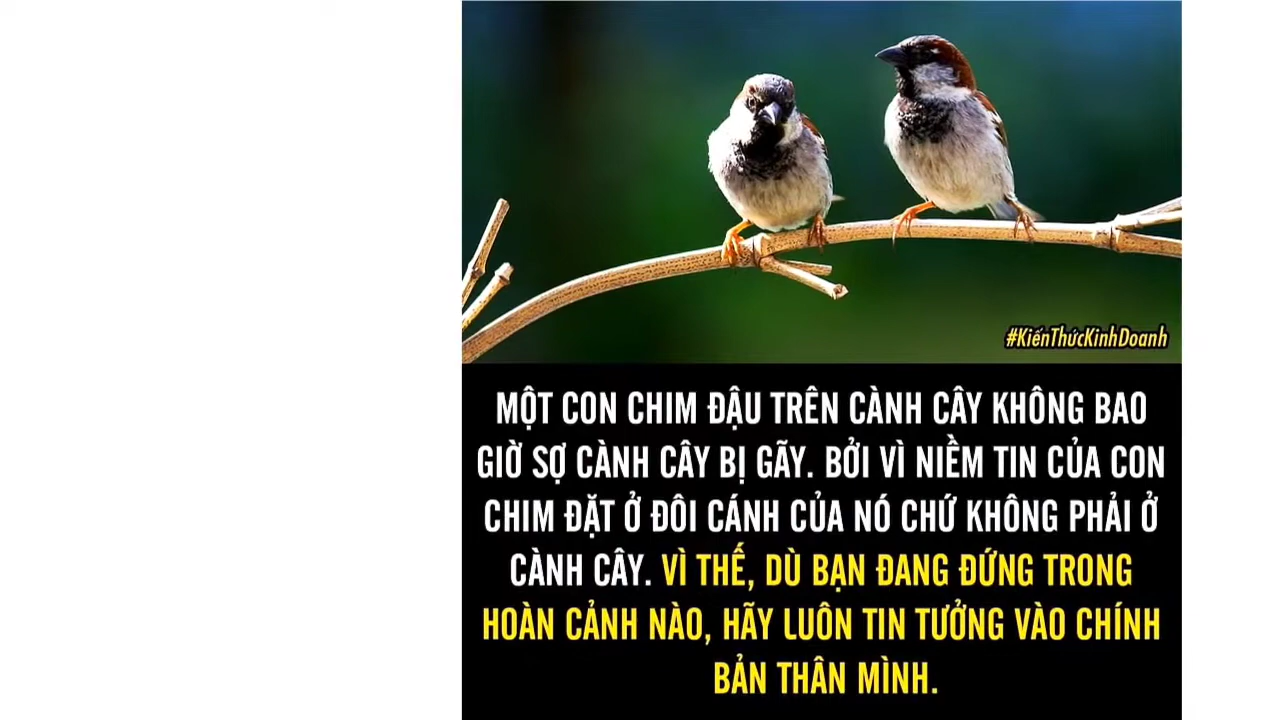 #KiếnThứcKinhDoanh
MỘT CON CHIM ĐẬU TRÊN CÀNH CÂY KHÔNG BAO
GIỜ SỢ CÀNH CÂY BỊ GÃY. BỞI VÌ NIỀM TIN CỦA CON
CHIM ĐẶT Ở ĐÔI CÁNH CỦA NÓ CHỨ KHÔNG PHẢI Ở
CÀNH CÂY. VÌ THẾ, DÙ BẠN ĐANG ĐỨNG TRONG
HOÀN CẢNH NÀO, HÃY LUÔN TIN TƯỞNG VÀO CHÍNH
BẢN THÂN MÌNH.